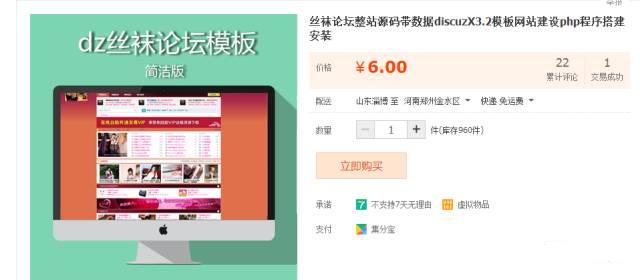 举报
dz丝袜论坛模板
简洁版
丝袜论坛整站源码带数据discuzX3.2模板网站建设php程序搭建
安装
价格
¥6.00
22
累计评论
1
交易成功
配送
山东淄博 至 河南郑州金水区
快递 免运费
数量
1
件(库存960件)
立即购买
承诺
7 不支持7天无理由
虚拟物品
支付
集分宝